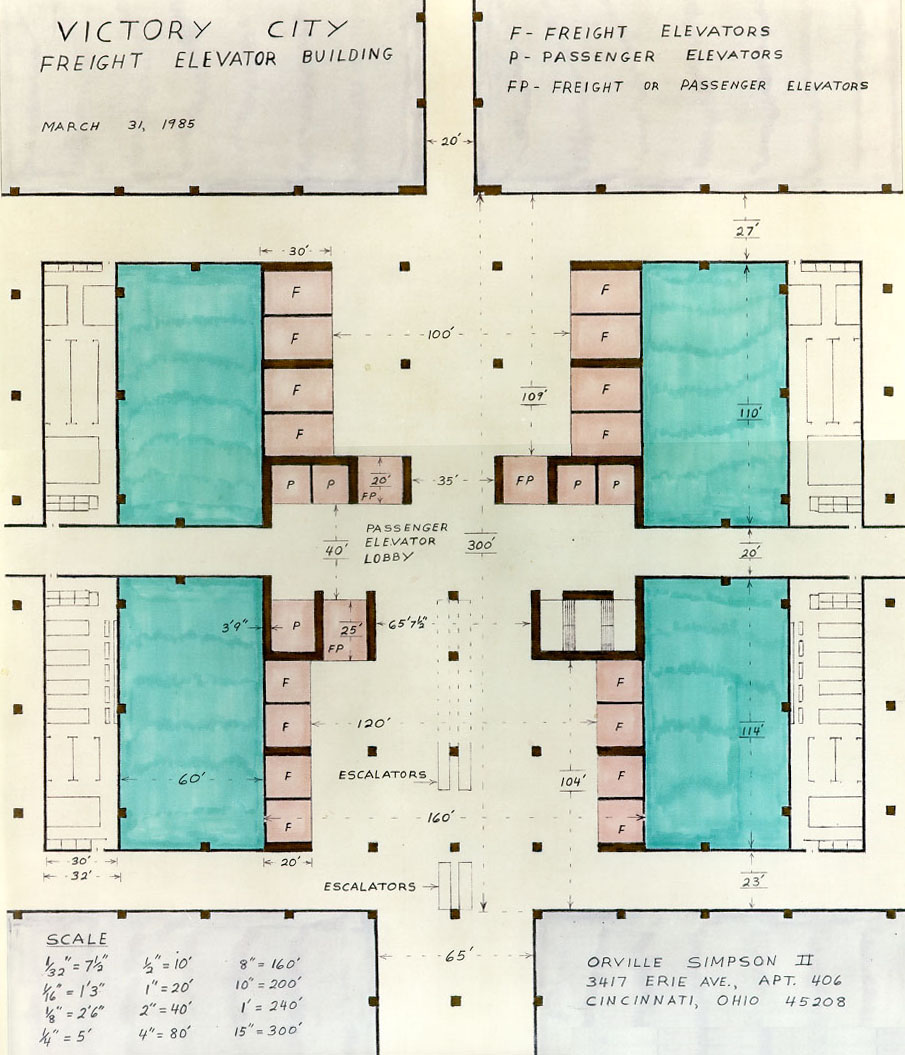 VICTORY CITY
FREIGHT ELEVATOR BUILDING
MARCH 31, 1985
F - FREIGHT ELEVATORS
P - PASSENGER ELEVATORS
FP - FREIGHT OR PASSENGER ELEVATORS
20'
27'
30'
F
F
100'
F
F
F
F
109'
110'
F
F
P
P
20'
FP
35'
FP
P
P
PASSENGER
ELEVATOR
LOBBY
40'
300'
20'
3'9"
P
25'
FP
65'7½"
F
F
F
120'
F
114'
60'
F
ESCALATORS
104'
F
F
160'
F
30'
32'
20'
ESCALATORS
23'
SCALE
1/32" = 7½"
1/16" = 1'3"
1/8" = 2'6"
1/4" = 5'
½" = 10'
1" = 20'
2" = 40'
4" = 80'
8" = 160'
10" = 200'
1' = 240'
15" = 300'
65'
ORVILLE SIMPSON II
3417 ERIE AVE., APT. 406
CINCINNATI, OHIO 45208